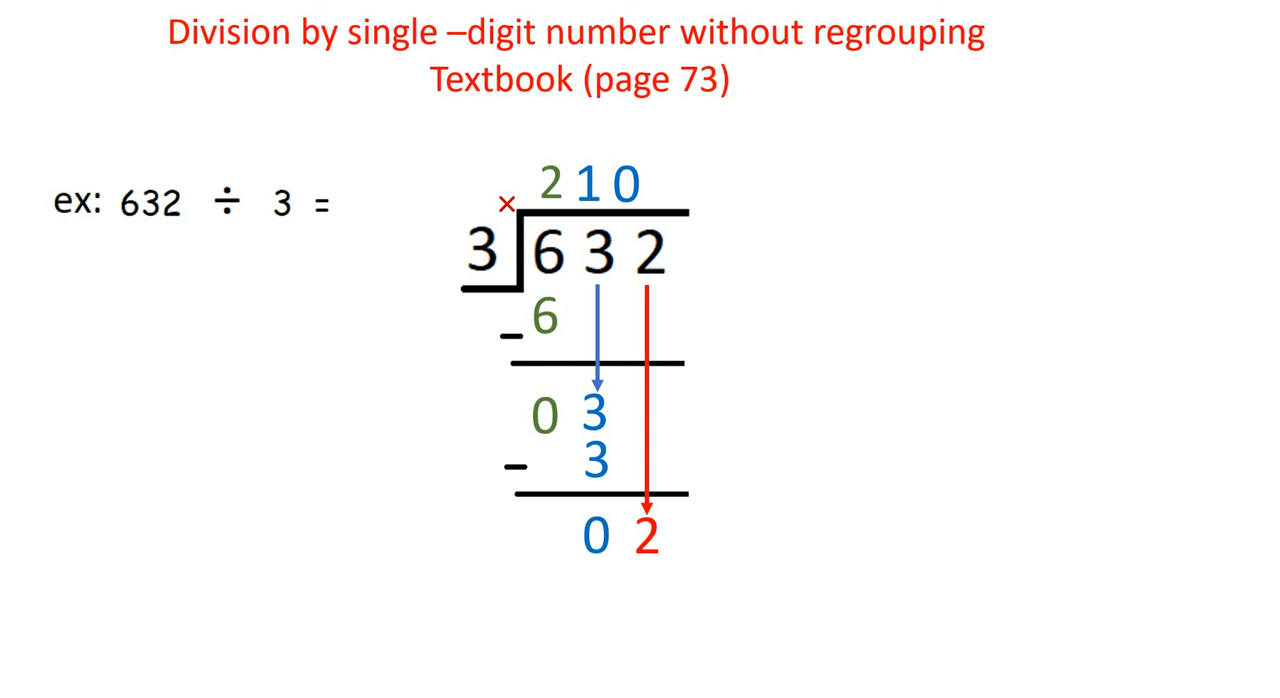 Division by single –digit number without regrouping
Textbook (page 73)
ex: 632 ÷ 3 =
2 1 0
×
3 6 3 2
– 6
0 3
– 3
0 2